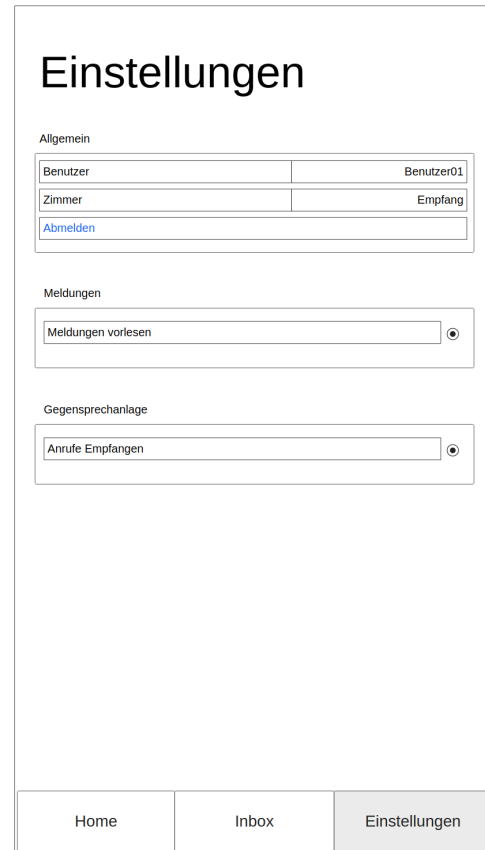 Einstellungen
Allgemein
Benutzer Benutzer01
Zimmer Empfang
Abmelden
Meldungen
Meldungen vorlesen
Gegensprechanlage
Anrufe Empfangen
Home Inbox Einstellungen